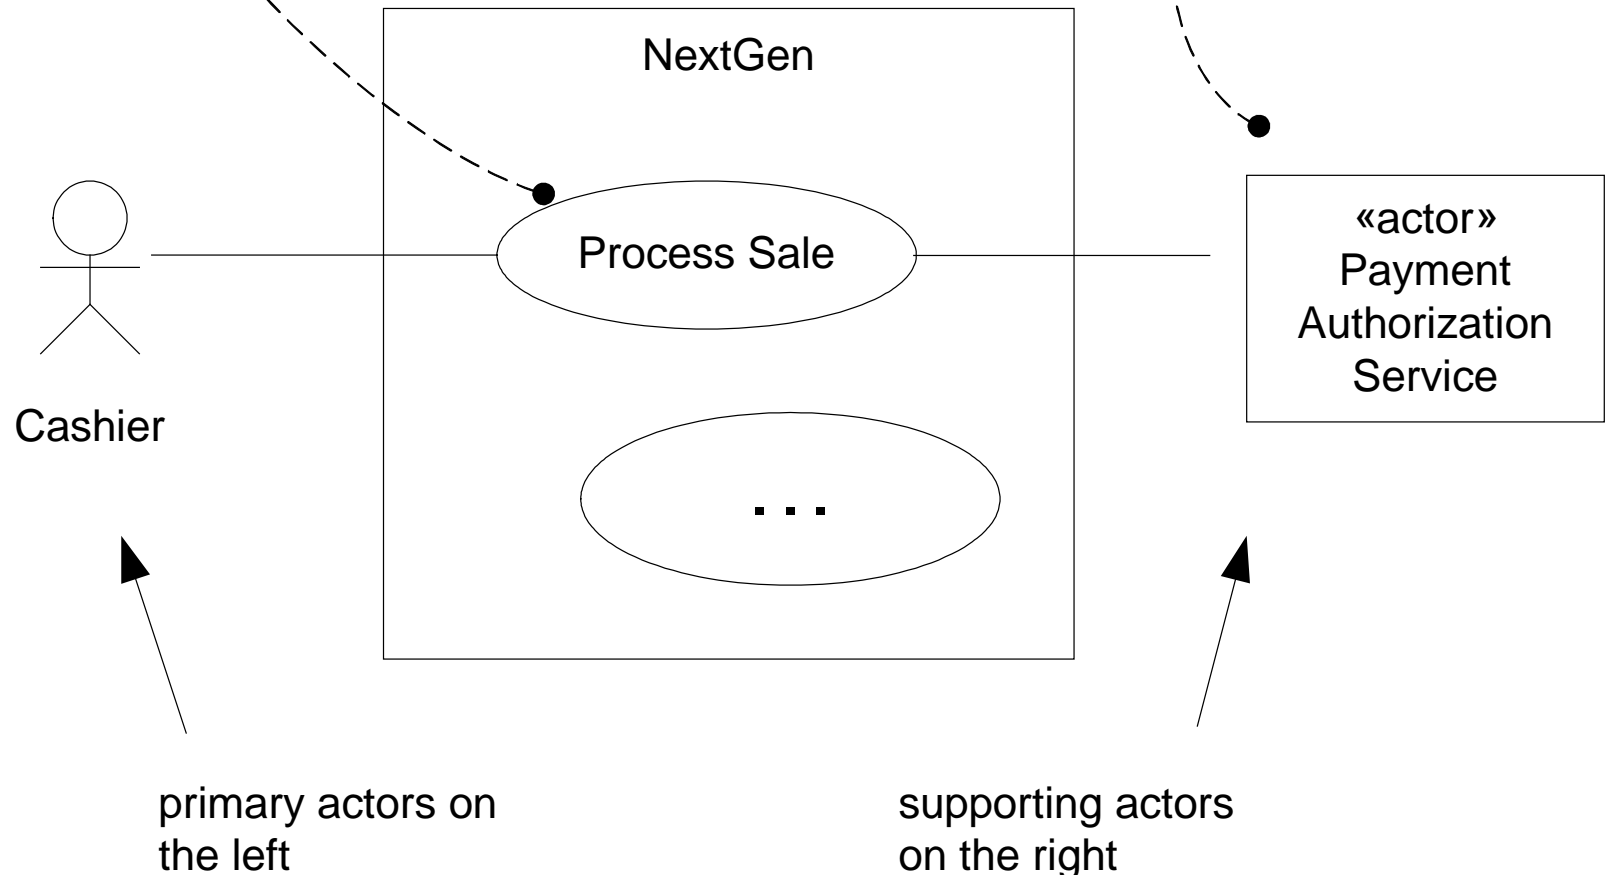 NextGen
Process Sale
«actor»
Payment
Authorization
Service
Cashier
. . .
primary actors on
the left
supporting actors
on the right